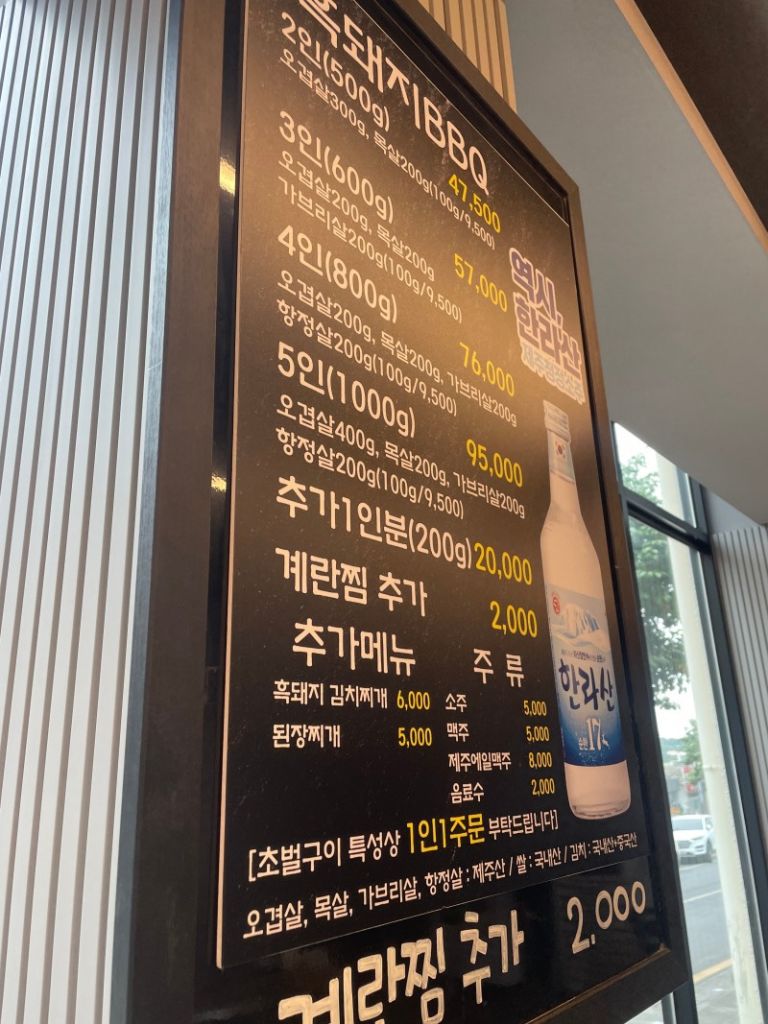 흑돼지BBQ
2인(500g) 47,500
오겹살300g, 목살200g(100g/9,500)
3인(600g) 57,000
오겹살200g, 목살200g
가브리살200g(100g/9,500)
4인(800g) 76,000
오겹살200g, 목살200g, 가브리살200g
항정살200g(100g/9,500)
5인(1000g) 95,000
오겹살400g, 목살200g, 가브리살200g
항정살200g(100g/9,500)
추가1인분(200g) 20,000
계란찜 추가 2,000
추가메뉴
흑돼지 김치찌개 6,000
된장찌개 5,000
주 류
소주 5,000
맥주 5,000
제주에일맥주 8,000
음료수 2,000
[초벌구이 특성상 1인1주문 부탁드립니다]
오겹살, 목살, 가브리살, 항정살 : 제주산 / 쌀 : 국내산 / 김치 : 국내산+중국산
계란찜 추가 2.000
역시,
한라산
한라산
순한 17